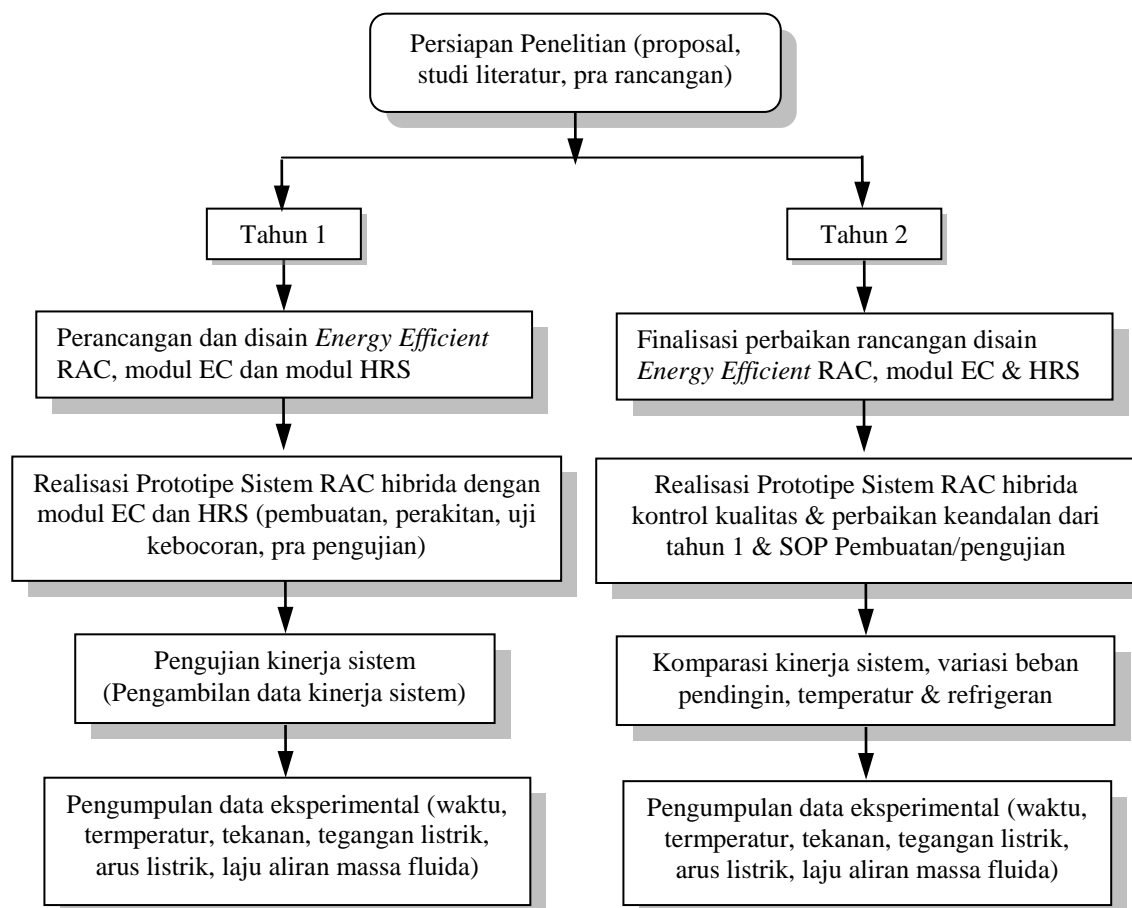 Persiapan Penelitian (proposal,
studi literatur, pra rancangan)
Tahun 1
Perancangan dan disain Energy Efficient
RAC, modul EC dan modul HRS
Realisasi Prototipe Sistem RAC hibrida dengan
modul EC dan HRS (pembuatan, perakitan, uji
kebocoran, pra pengujian)
Pengujian kinerja sistem
(Pengambilan data kinerja sistem)
Pengumpulan data eksperimental (waktu,
termperatur, tekanan, tegangan listrik,
arus listrik, laju aliran massa fluida)
Tahun 2
Finalisasi perbaikan rancangan disain
Energy Efficient RAC, modul EC & HRS
Realisasi Prototipe Sistem RAC hibrida
kontrol kualitas & perbaikan keandalan dari
tahun 1 & SOP Pembuatan/pengujian
Komparasi kinerja sistem, variasi beban
pendingin, temperatur & refrigeran
Pengumpulan data eksperimental (waktu,
termperatur, tekanan, tegangan listrik,
arus listrik, laju aliran massa fluida)